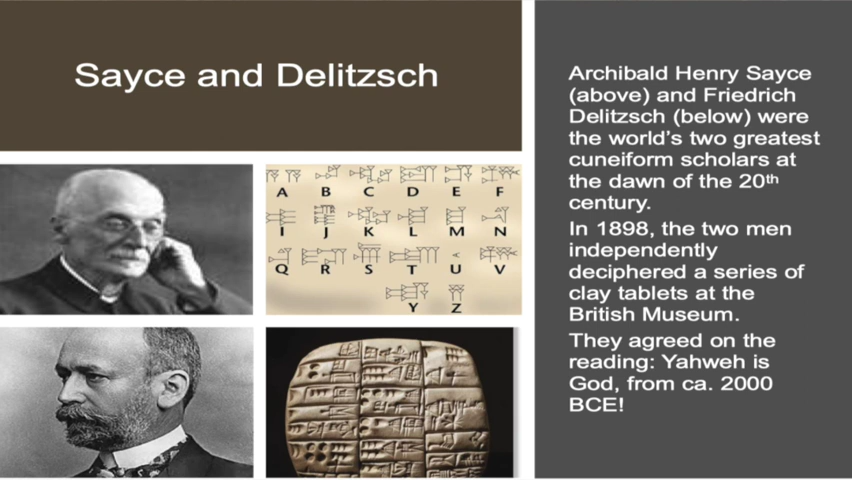 Sayce and Delitzsch
A B C D E F
I J K L M N
Q R S T U V
Y Z
Archibald Henry Sayce
(above) and Friedrich
Delitzsch (below) were
the world's two greatest
cuneiform scholars at
the dawn of the 20th
century.
In 1898, the two men
independently
deciphered a series of
clay tablets at the
British Museum.
They agreed on the
reading: Yahweh is
God, from ca. 2000
BCE!